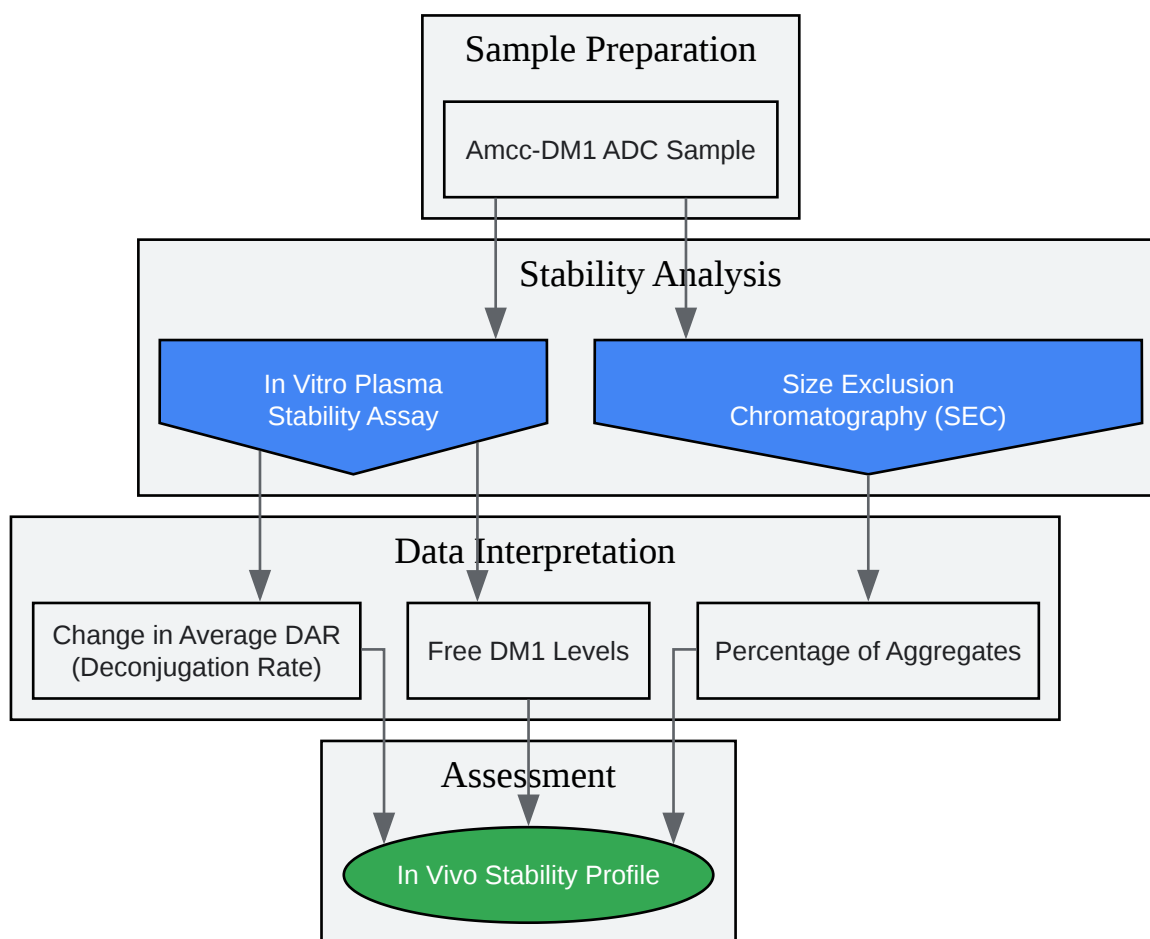 Sample Preparation
Amcc-DM1 ADC Sample
Stability Analysis
In Vitro Plasma
Stability Assay
Size Exclusion
Chromatography (SEC)
Data Interpretation
Change in Average DAR
(Deconjugation Rate)
Free DM1 Levels
Percentage of Aggregates
Assessment
In Vivo Stability Profile